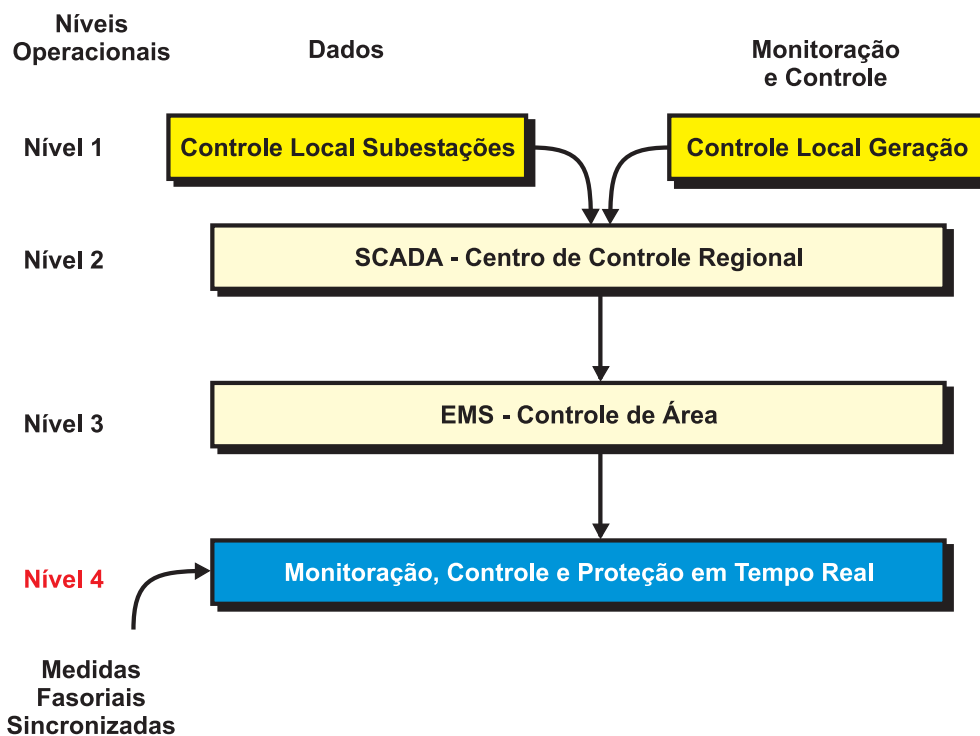 Níveis
Operacionais
Dados
Monitoração
e Controle
Nível 1
Controle Local Subestações
Controle Local Geração
Nível 2
SCADA - Centro de Controle Regional
Nível 3
EMS - Controle de Área
Nível 4
Monitoração, Controle e Proteção em Tempo Real
Medidas
Fasoriais
Sincronizadas